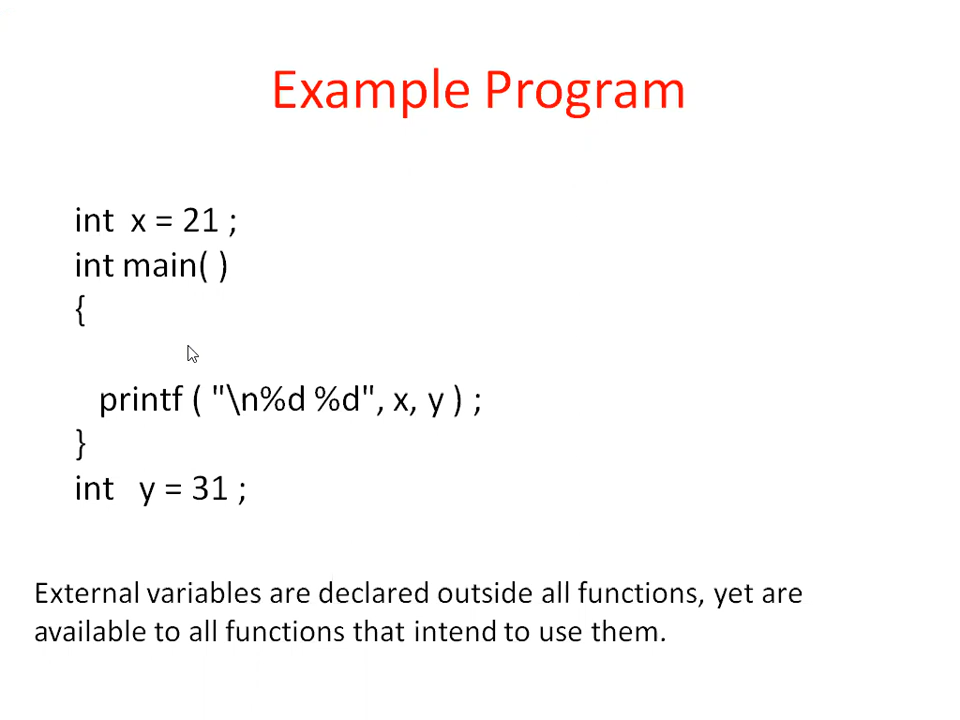 Example Program
int  x = 21 ;
int main( )
{
printf ( "\n%d %d", x, y ) ;
}
int   y = 31 ;
External variables are declared outside all functions, yet are
available to all functions that intend to use them.